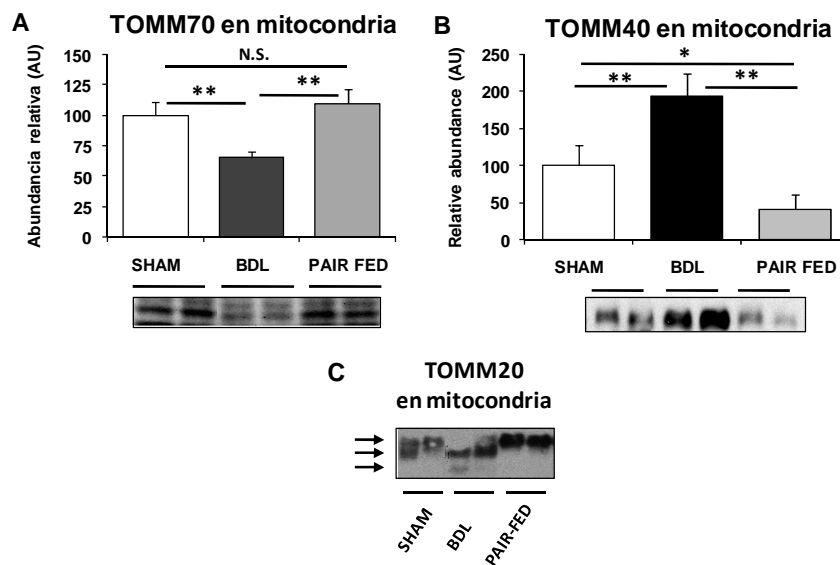 A
TOMM70 en mitocondria
N.S.
**
**
Abundancia relativa (AU)
150
125
100
75
50
25
0
SHAM
BDL
PAIR FED
B
TOMM40 en mitocondria
*
**
**
Relative abundance (AU)
250
200
150
100
50
0
SHAM
BDL
PAIR FED
C
TOMM20
en mitocondria
SHAM
BDL
PAIR-FED